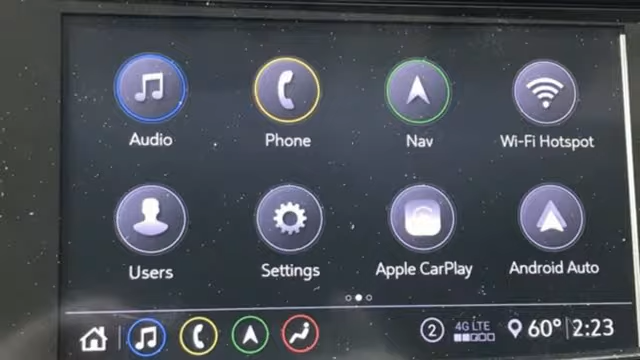 Audio Phone Nav Wi-Fi Hotspot
Users Settings Apple CarPlay Android Auto
2 4G LTE 60° 2:23